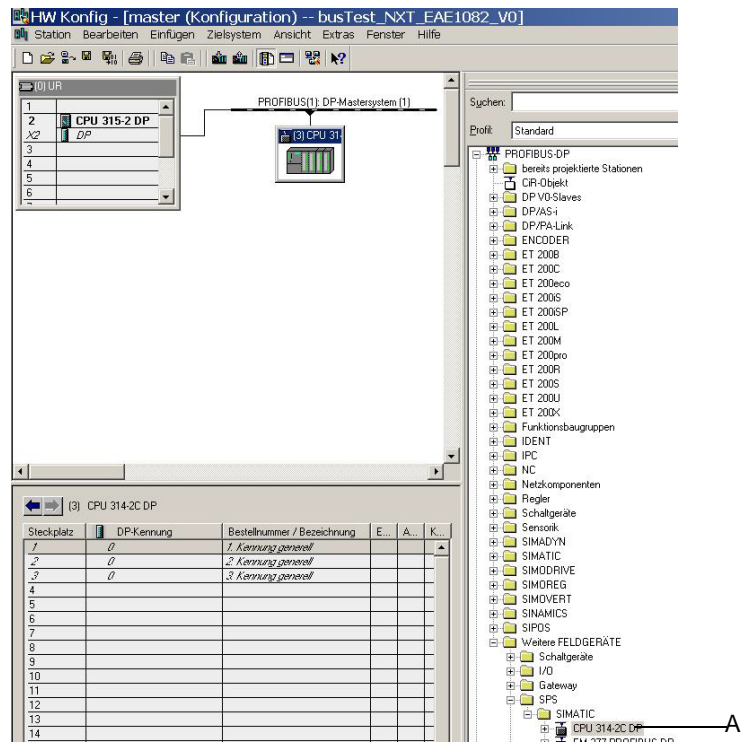 HW Konfig - [master (Konfiguration) -- busTest_NXT_EAE1082_V0]
Station Bearbeiten Einfügen Zielsystem Ansicht Extras Fenster Hilfe
(0) UR
1
2 CPU 315-2 DP
X2 DP
3
4
5
6
PROFIBUS(1): DP-Mastersystem (1)
(3) CPU 31
Suchen:
Profil: Standard
PROFIBUS-DP
bereits projektierte Stationen
CiR-Objekt
DP V0-Slaves
DP/AS-i
DP/PA-Link
ENCODER
ET 200B
ET 200C
ET 200eco
ET 200iS
ET 200iSP
ET 200L
ET 200M
ET 200pro
ET 200R
ET 200S
ET 200U
ET 200X
Funktionsbaugruppen
IDENT
IPC
NC
Netzkomponenten
Regler
Schaltgeräte
Sensorik
SIMADYN
SIMATIC
SIMODRIVE
SIMOREG
SIMOVERT
SINAMICS
SIPOS
Weitere FELDGERÄTE
Schaltgeräte
I/O
Gateway
SPS
SIMATIC
CPU 314-2C DP
EM 277 PROFIBUS-DP
A
(3) CPU 314-2C DP
Steckplatz DP-Kennung Bestellnummer / Bezeichnung E... A... K...
1 0 1. Kennung generell
2 0 2. Kennung generell
3 0 3. Kennung generell
4
5
6
7
8
9
10
11
12
13
14